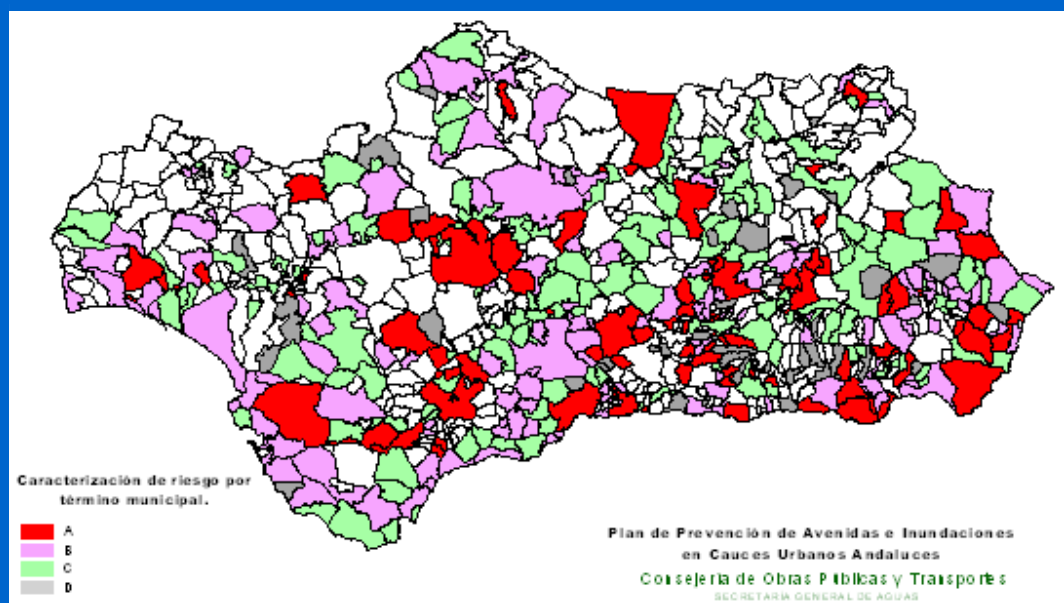 Caracterización de riesgo por
término municipal.
A
B
C
D
Plan de Prevención de Avenidas e Inundaciones
en Cauces Urbanos Andaluces
Consejería de Obras Públicas y Transportes
SECRETARÍA GENERAL DE AGUAS